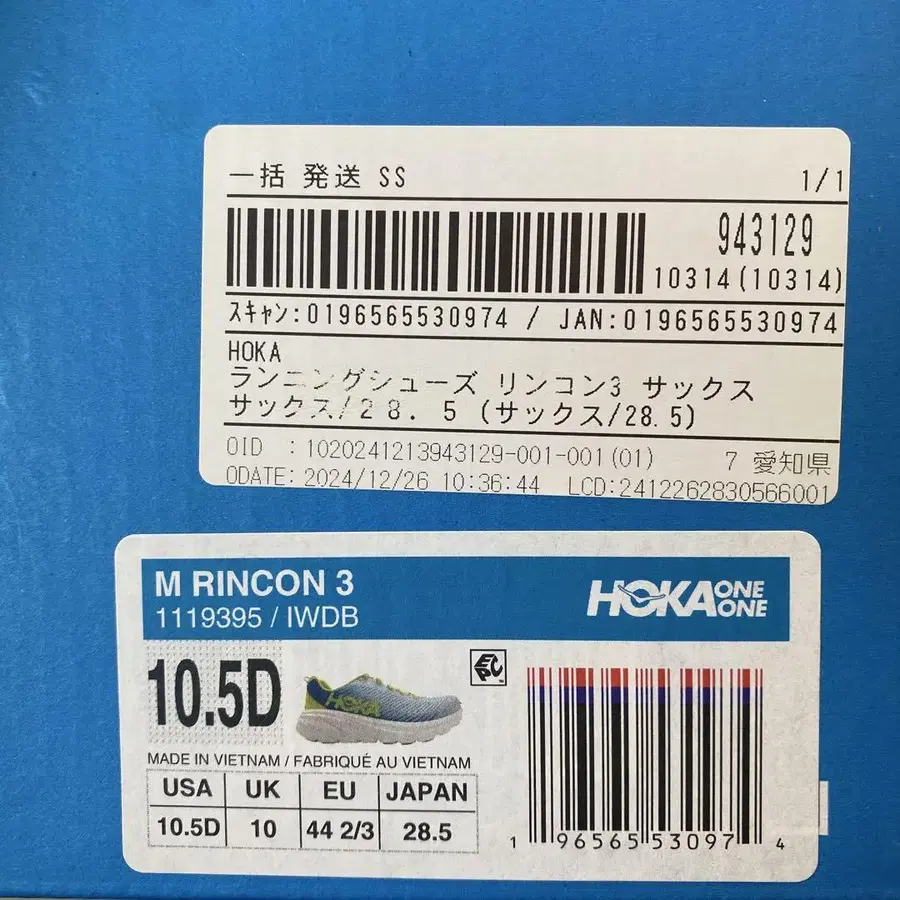 一括 発送 SS 1/1
943129
10314(10314)
スキャン:0196565530974 / JAN:0196565530974
HOKA
ランニングシューズ リンコン3 サックス
サックス/28.5 (サックス/28.5)
OID :1020241213943129-001-001(01) 7 愛知県
ODATE:2024/12/26 10:36:44 LCD:2412262830566001
M RINCON 3
1119395 / IWDB
HOKA ONE ONE
10.5D
HOKA
EPC
MADE IN VIETNAM / FABRIQUÉ AU VIETNAM
USA UK EU JAPAN
10.5D 10 44 2/3 28.5
1 96565 53097 4